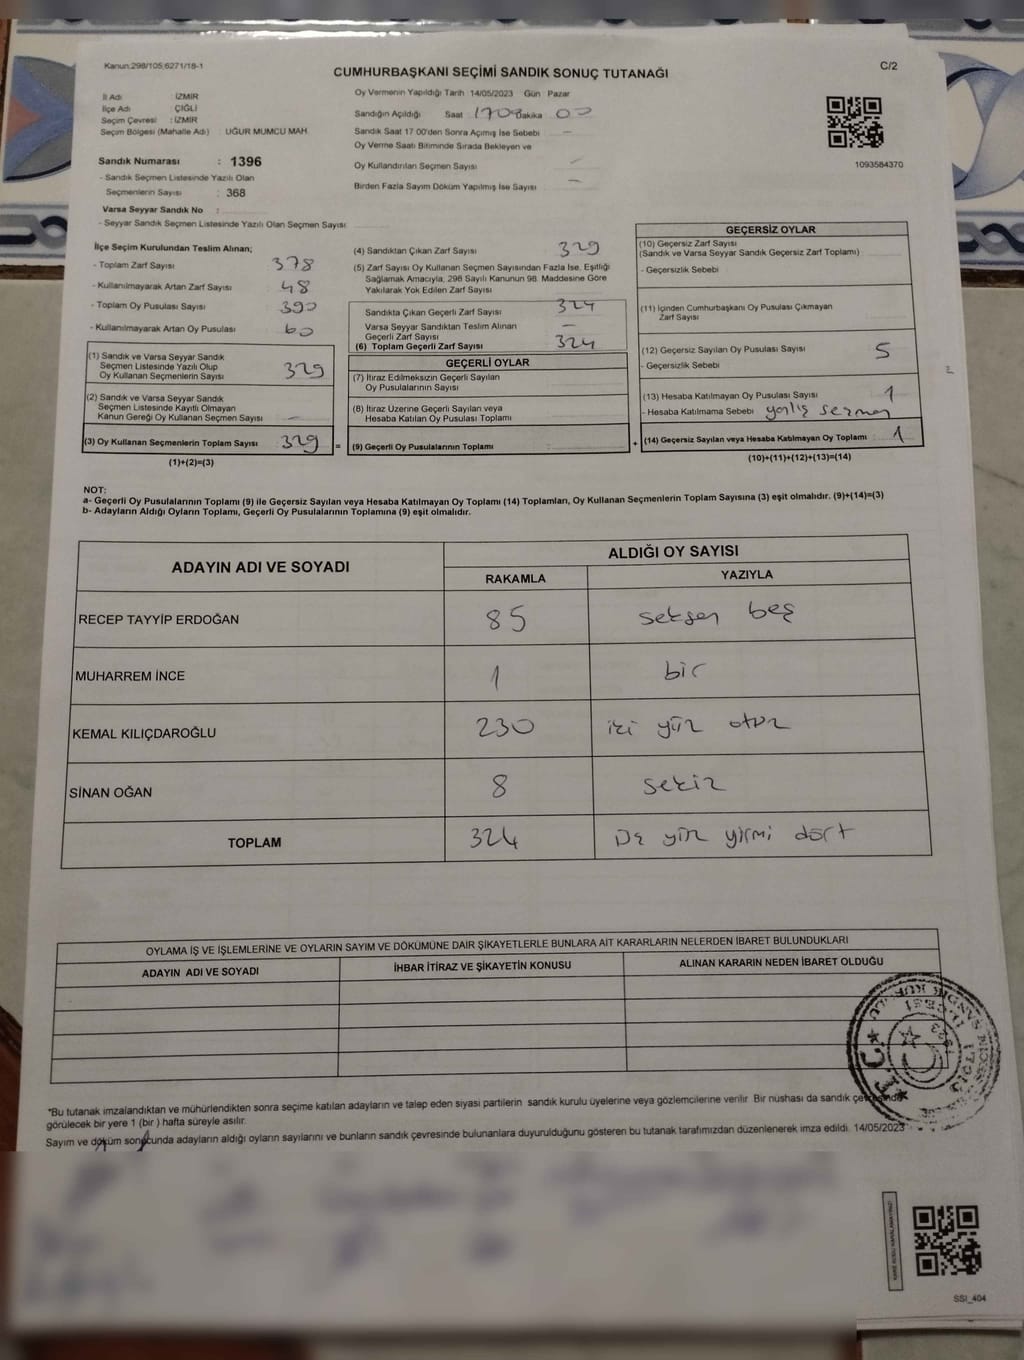 Kanun:298/105,6271/18-1
C/2
CUMHURBAŞKANI SEÇİMİ SANDIK SONUÇ TUTANAĞI
İl Adı : İZMİR
İlçe Adı : ÇİĞLİ
Seçim Çevresi : İZMİR
Seçim Bölgesi (Mahalle Adı) : UĞUR MUMCU MAH.
Sandık Numarası : 1396
- Sandık Seçmen Listesinde Yazılı Olan
Seçmenlerin Sayısı : 368
Varsa Seyyar Sandık No :
- Seyyar Sandık Seçmen Listesinde Yazılı Olan Seçmen Sayısı
Oy Vermenin Yapıldığı Tarih 14/05/2023 Gün Pazar
Sandığın Açıldığı Saat 17:00 Dakika 00
Sandık Saat 17 00'den Sonra Açımış İse Sebebi —
Oy Verme Saati Bitiminde Sırada Bekleyen ve
Oy Kullandırılan Seçmen Sayısı —
Birden Fazla Sayım Döküm Yapılmış İse Sayısı —
1093584370
İlçe Seçim Kurulundan Teslim Alınan;
- Toplam Zarf Sayısı 378
- Kullanılmayarak Artan Zarf Sayısı 48
- Toplam Oy Pusulası Sayısı 390
- Kullanılmayarak Artan Oy Pusulası 60
(1) Sandık ve Varsa Seyyar Sandık
Seçmen Listesinde Yazılı Olup
Oy Kullanan Seçmenlerin Sayısı 329
(2) Sandık ve Varsa Seyyar Sandık
Seçmen Listesinde Kayıtlı Olmayan
Kanun Gereği Oy Kullanan Seçmen Sayısı —
(3) Oy Kullanan Seçmenlerin Toplam Sayısı 329 =
(1)+(2)=(3)
(4) Sandıktan Çıkan Zarf Sayısı 329
(5) Zarf Sayısı Oy Kullanan Seçmen Sayısından Fazla İse, Eşitliği
Sağlamak Amacıyla, 298 Sayılı Kanunun 98. Maddesine Göre
Yakılarak Yok Edilen Zarf Sayısı
Sandıkta Çıkan Geçerli Zarf Sayısı 324
Varsa Seyyar Sandıktan Teslim Alınan
Geçerli Zarf Sayısı —
(6) Toplam Geçerli Zarf Sayısı 324
GEÇERLİ OYLAR
(7) İtiraz Edilmeksizin Geçerli Sayılan
Oy Pusulalarının Sayısı
(8) İtiraz Üzerine Geçerli Sayılan veya
Hesaba Katılan Oy Pusulası Toplamı
(9) Geçerli Oy Pusulalarının Toplamı +
GEÇERSİZ OYLAR
(10) Geçersiz Zarf Sayısı
(Sandık ve Varsa Seyyar Sandık Geçersiz Zarf Toplamı)
- Geçersizlik Sebebi
(11) İçinden Cumhurbaşkanı Oy Pusulası Çıkmayan
Zarf Sayısı
(12) Geçersiz Sayılan Oy Pusulası Sayısı 5
- Geçersizlik Sebebi
(13) Hesaba Katılmayan Oy Pusulası Sayısı 1
- Hesaba Katılmama Sebebi yanlış seçmen
(14) Geçersiz Sayılan veya Hesaba Katılmayan Oy Toplamı 1
(10)+(11)+(12)+(13)=(14)
NOT:
a- Geçerli Oy Pusulalarının Toplamı (9) ile Geçersiz Sayılan veya Hesaba Katılmayan Oy Toplamı (14) Toplamları, Oy Kullanan Seçmenlerin Toplam Sayısına (3) eşit olmalıdır. (9)+(14)=(3)
b- Adayların Aldığı Oyların Toplamı, Geçerli Oy Pusulalarının Toplamına (9) eşit olmalıdır.
ADAYIN ADI VE SOYADI
ALDIĞI OY SAYISI
RAKAMLA YAZIYLA
RECEP TAYYİP ERDOĞAN 85 seksen beş
MUHARREM İNCE 1 bir
KEMAL KILIÇDAROĞLU 230 iki yüz otuz
SİNAN OĞAN 8 sekiz
TOPLAM 324 yüz yirmi dört
OYLAMA İŞ VE İŞLEMLERİNE VE OYLARIN SAYIM VE DÖKÜMÜNE DAİR ŞİKAYETLERLE BUNLARA AİT KARARLARIN NELERDEN İBARET BULUNDUKLARI
ADAYIN ADI VE SOYADI İHBAR İTİRAZ VE ŞİKAYETİN KONUSU ALINAN KARARIN NEDEN İBARET OLDUĞU
T.C.
*Bu tutanak imzalandıktan ve mühürlendikten sonra seçime katılan adayların ve talep eden siyasi partilerin sandık kurulu üyelerine veya gözlemcilerine verilir. Bir nüshası da sandık çevresinde
görülecek bir yere 1 (bir ) hafta süreyle asılır.
Sayım ve döküm sonucunda adayların aldığı oyların sayılarını ve bunların sandık çevresinde bulunanlara duyurulduğunu gösteren bu tutanak tarafımızdan düzenlenerek imza edildi. 14/05/2023
SSI_404